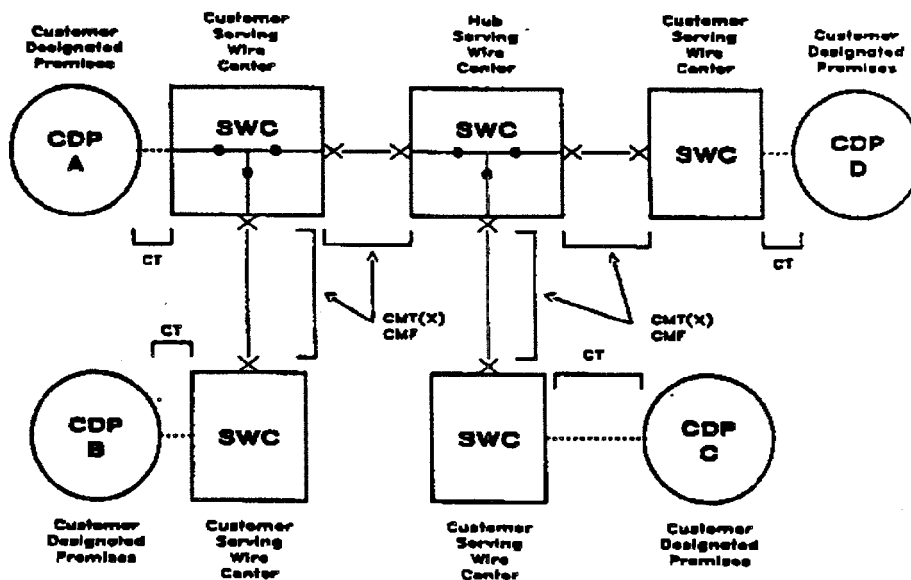 Customer
Designated
Premises
Customer
Serving
Wire
Center
Hub
Serving
Wire
Center
Customer
Serving
Wire
Center
Customer
Designated
Premises
CDP
A
SWC
SWC
SWC
CDP
D
CT
CT
CMT(X)
CMF
CMT(X)
CMF
CT
CT
CDP
B
SWC
SWC
CDP
C
Customer
Designated
Premises
Customer
Serving
Wire
Center
Customer
Serving
Wire
Center
Customer
Designated
Premises